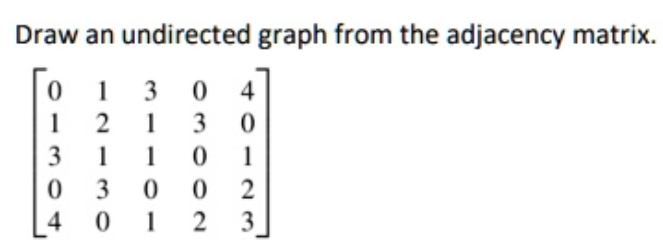 Draw an undirected graph from the adjacency matrix.
0 1 3 0 4
1 2 1 3 0
3 1 1 0 1
0 3 0 0 2
4 0 1 2 3